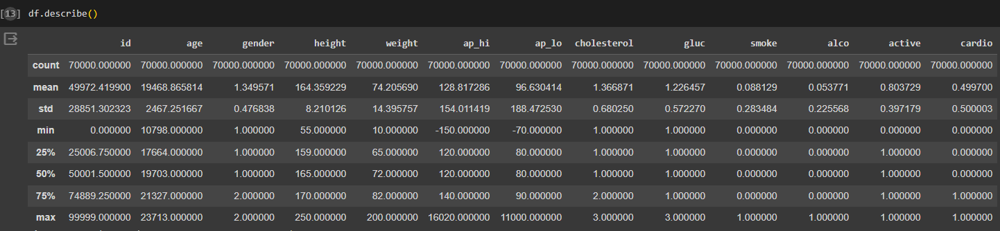 [13] df.describe()
id age gender height weight ap_hi ap_lo cholesterol gluc smoke alco active cardio
count 70000.000000 70000.000000 70000.000000 70000.000000 70000.000000 70000.000000 70000.000000 70000.000000 70000.000000 70000.000000 70000.000000 70000.000000 70000.000000
mean 49972.419900 19468.865814 1.349571 164.359229 74.205690 128.817286 96.630414 1.366871 1.226457 0.088129 0.053771 0.803729 0.499700
std 28851.302323 2467.251667 0.476838 8.210126 14.395757 154.011419 188.472530 0.680250 0.572270 0.283484 0.225568 0.397179 0.500003
min 0.000000 10798.000000 1.000000 55.000000 10.000000 -150.000000 -70.000000 1.000000 1.000000 0.000000 0.000000 0.000000 0.000000
25% 25006.750000 17664.000000 1.000000 159.000000 65.000000 120.000000 80.000000 1.000000 1.000000 0.000000 0.000000 1.000000 0.000000
50% 50001.500000 19703.000000 1.000000 165.000000 72.000000 120.000000 80.000000 1.000000 1.000000 0.000000 0.000000 1.000000 0.000000
75% 74889.250000 21327.000000 2.000000 170.000000 82.000000 140.000000 90.000000 2.000000 1.000000 0.000000 0.000000 1.000000 1.000000
max 99999.000000 23713.000000 2.000000 250.000000 200.000000 16020.000000 11000.000000 3.000000 3.000000 1.000000 1.000000 1.000000 1.000000